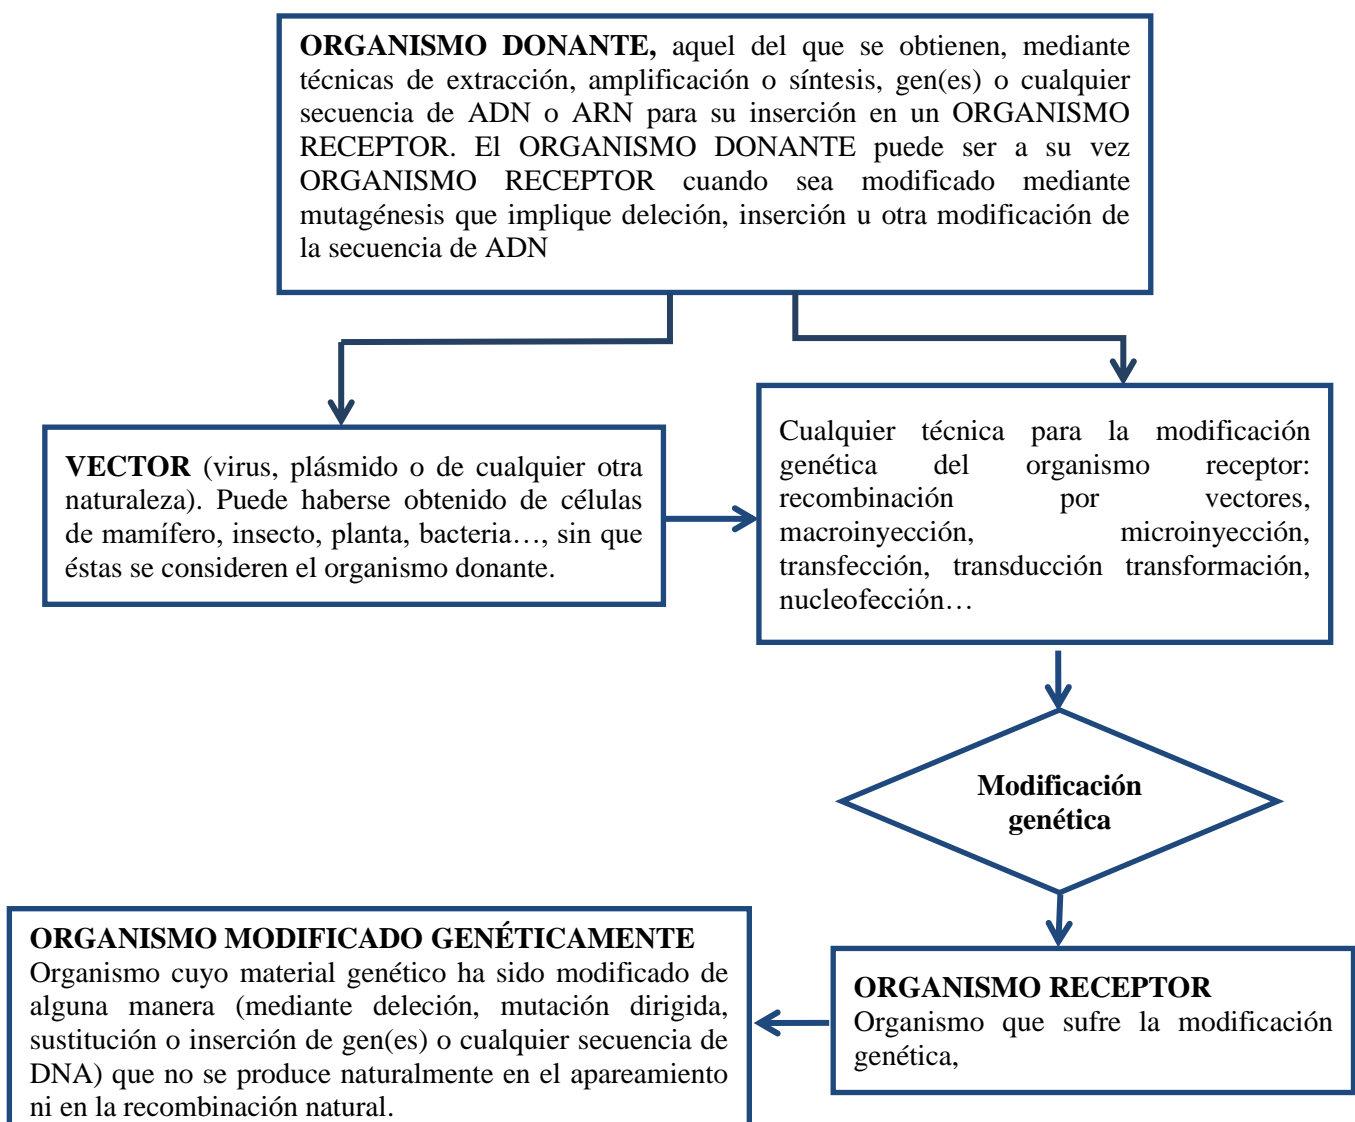 ORGANISMO DONANTE, aquel del que se obtienen, mediante
técnicas de extracción, amplificación o síntesis, gen(es) o cualquier
secuencia de ADN o ARN para su inserción en un ORGANISMO
RECEPTOR. El ORGANISMO DONANTE puede ser a su vez
ORGANISMO RECEPTOR cuando sea modificado mediante
mutagénesis que implique deleción, inserción u otra modificación de
la secuencia de ADN
VECTOR (virus, plásmido o de cualquier otra
naturaleza). Puede haberse obtenido de células
de mamífero, insecto, planta, bacteria…, sin que
éstas se consideren el organismo donante.
Cualquier técnica para la modificación
genética del organismo receptor:
recombinación por vectores,
macroinyección, microinyección,
transfección, transducción transformación,
nucleofección…
Modificación
genética
ORGANISMO RECEPTOR
Organismo que sufre la modificación
genética,
ORGANISMO MODIFICADO GENÉTICAMENTE
Organismo cuyo material genético ha sido modificado de
alguna manera (mediante deleción, mutación dirigida,
sustitución o inserción de gen(es) o cualquier secuencia de
DNA) que no se produce naturalmente en el apareamiento
ni en la recombinación natural.